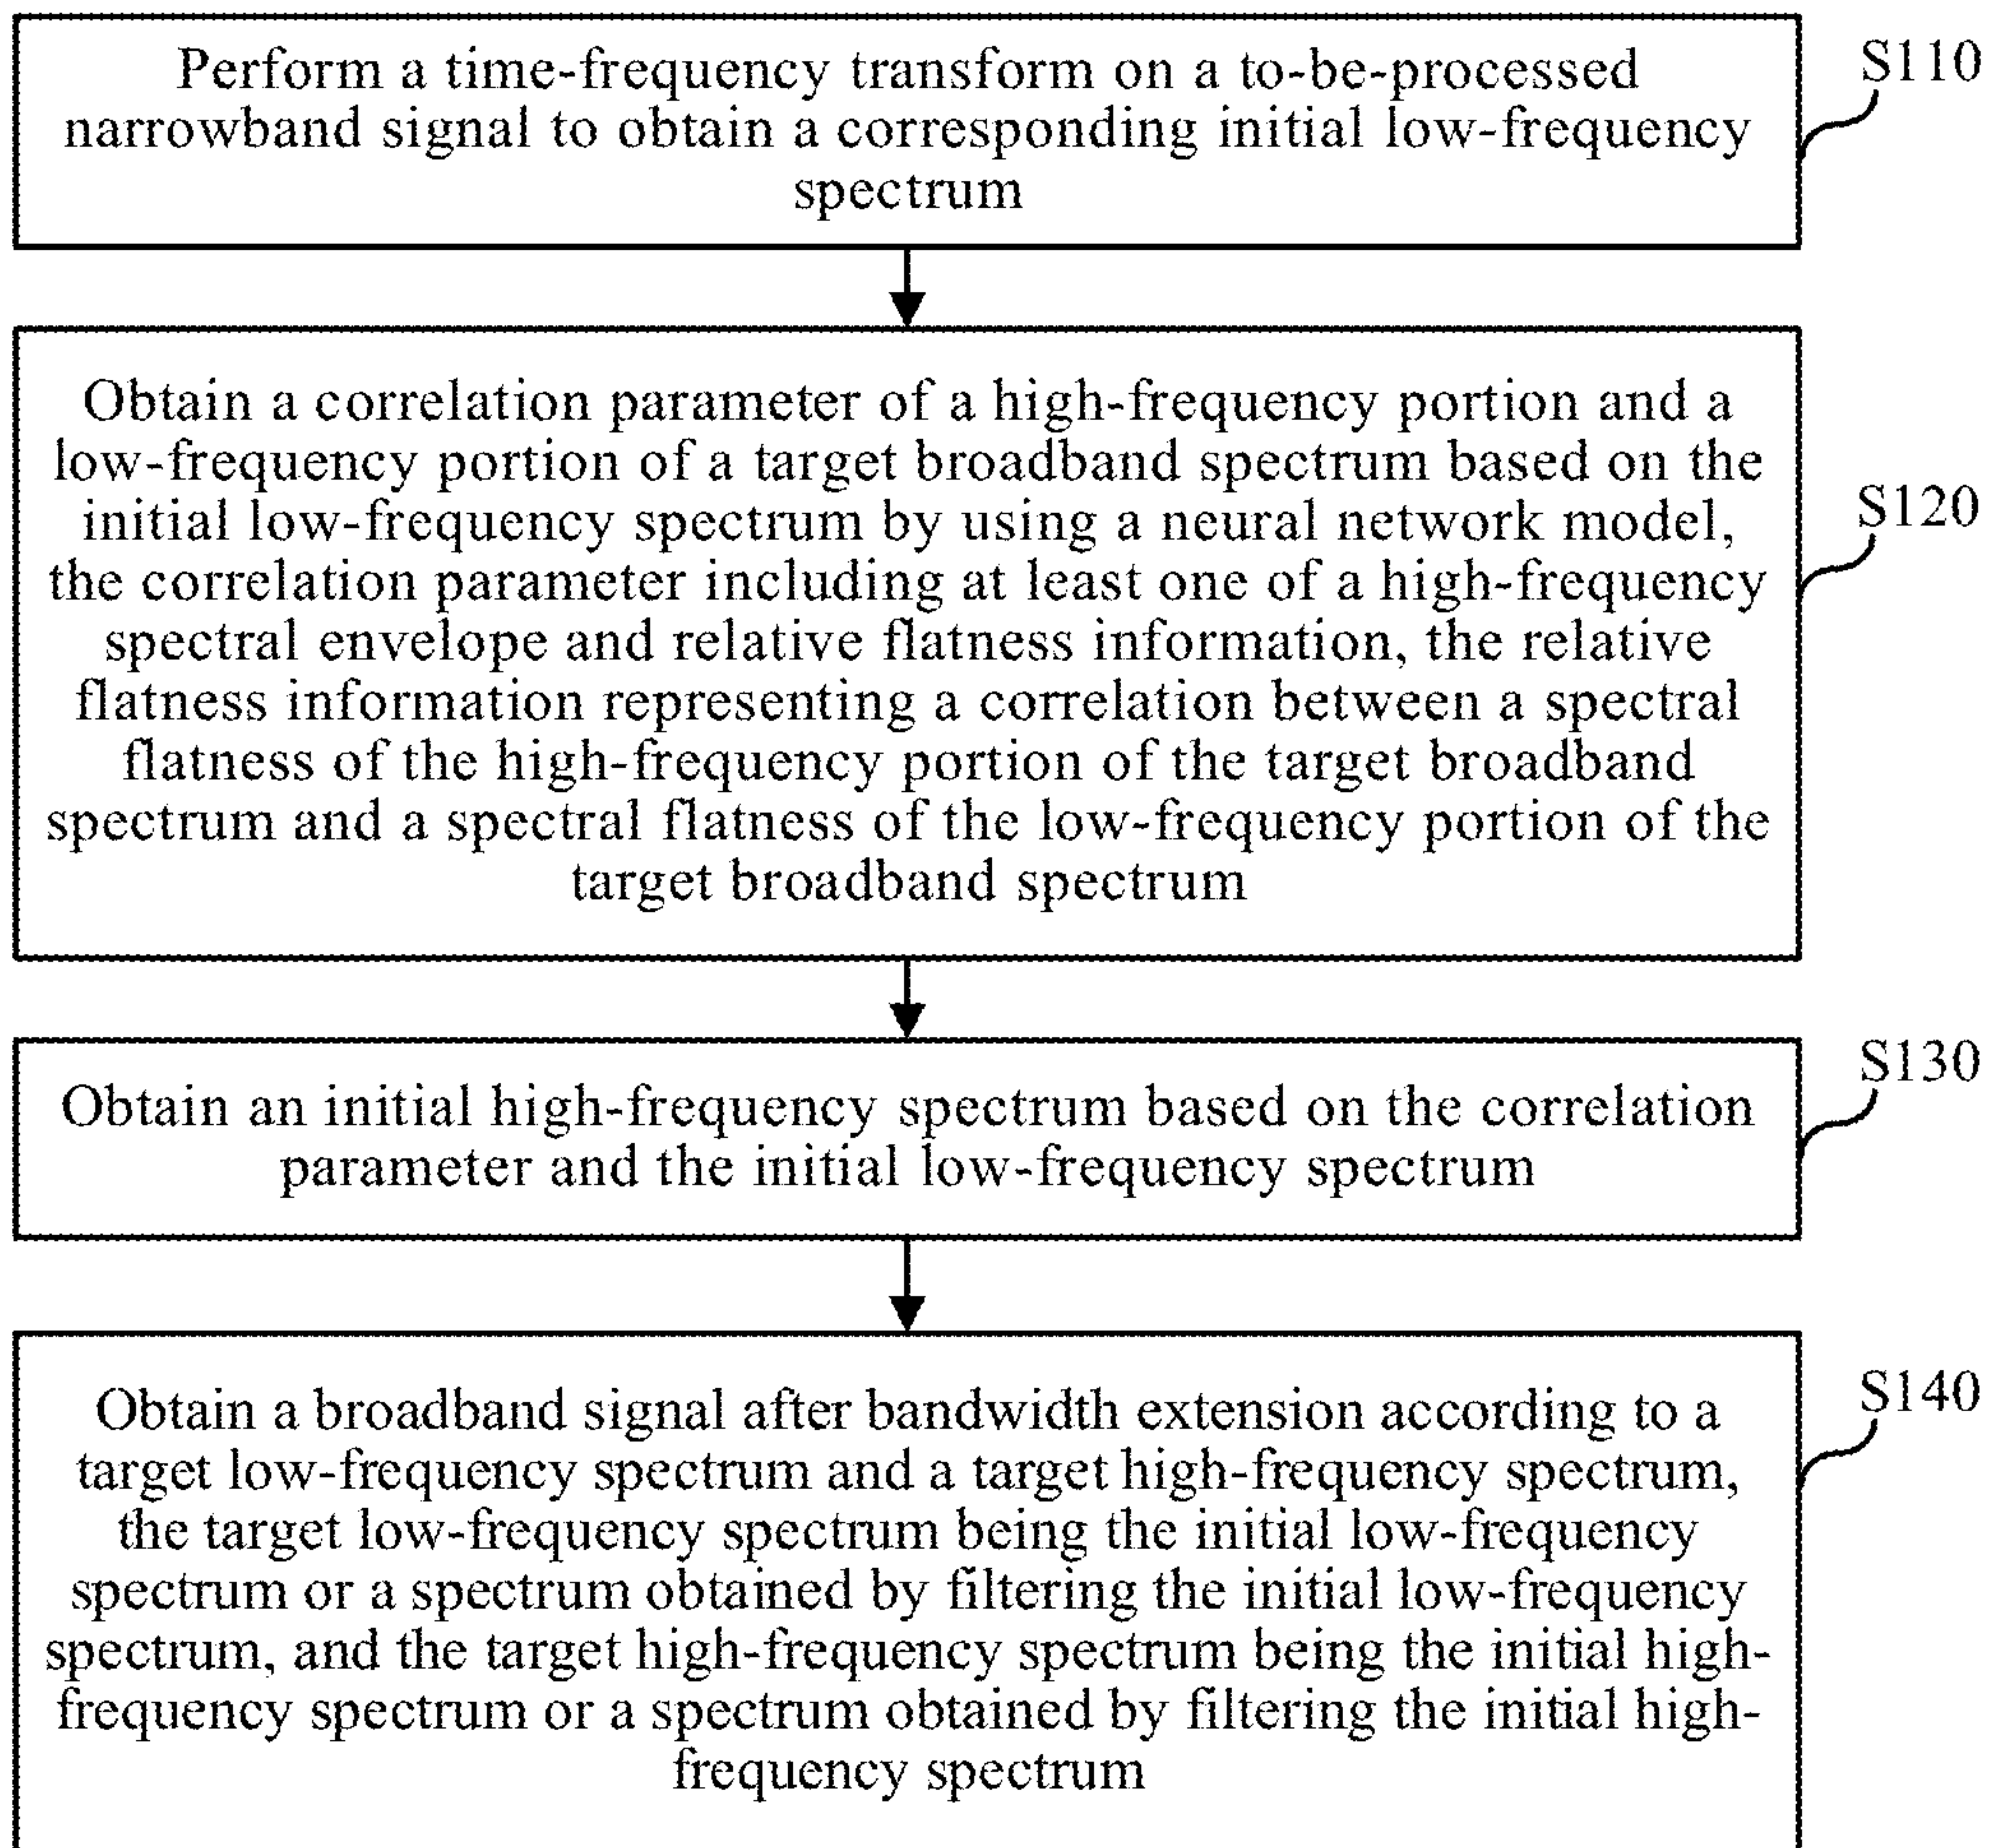 Perform a time-frequency transform on a to-be-processed
narrowband signal to obtain a corresponding initial low-frequency
spectrum
S110
Obtain a correlation parameter of a high-frequency portion and a
low-frequency portion of a target broadband spectrum based on the
initial low-frequency spectrum by using a neural network model,
the correlation parameter including at least one of a high-frequency
spectral envelope and relative flatness information, the relative
flatness information representing a correlation between a spectral
flatness of the high-frequency portion of the target broadband
spectrum and a spectral flatness of the low-frequency portion of the
target broadband spectrum
S120
Obtain an initial high-frequency spectrum based on the correlation
parameter and the initial low-frequency spectrum
S130
Obtain a broadband signal after bandwidth extension according to a
target low-frequency spectrum and a target high-frequency spectrum,
the target low-frequency spectrum being the initial low-frequency
spectrum or a spectrum obtained by filtering the initial low-frequency
spectrum, and the target high-frequency spectrum being the initial high-
frequency spectrum or a spectrum obtained by filtering the initial high-
frequency spectrum
S140